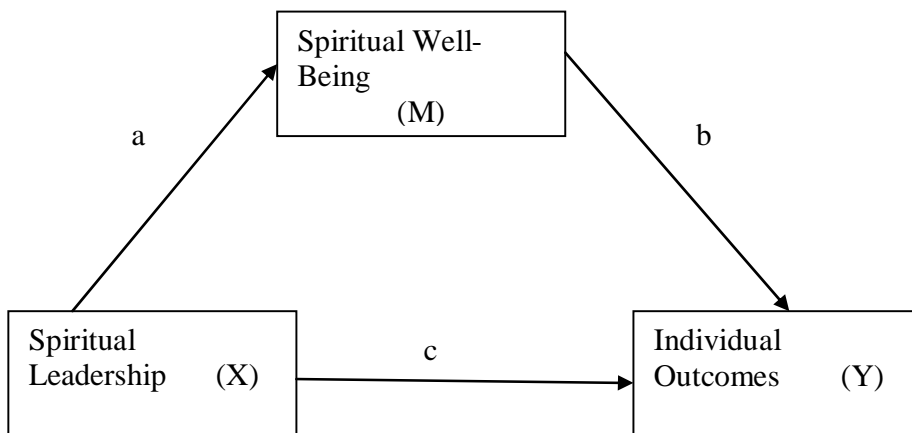 Spiritual Well-
Being
(M)
a
b
Spiritual
Leadership (X)
c
Individual
Outcomes (Y)